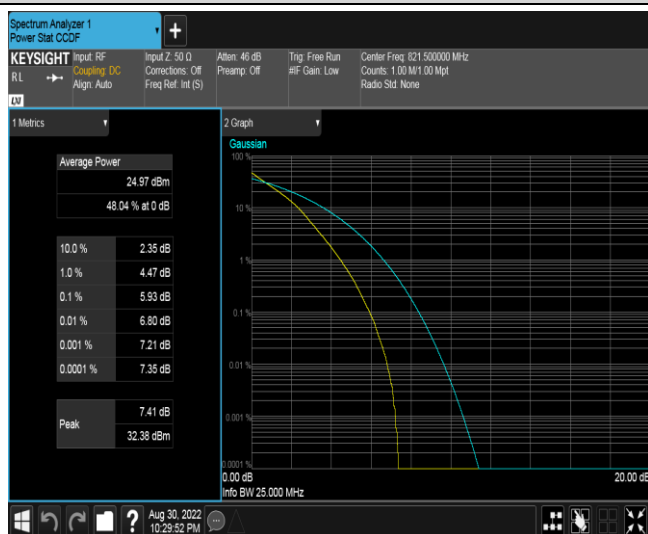 Spectrum Analyzer 1
Power Stat CCDF
+
KEYSIGHT
RL
LXI
Input: RF
Coupling: DC
Align: Auto
Input Z: 50 Ω
Corrections: Off
Freq Ref: Int (S)
Atten: 46 dB
Preamp: Off
Trig: Free Run
#IF Gain: Low
Center Freq: 821.500000 MHz
Counts: 1.00 M/1.00 Mpt
Radio Std: None
1 Metrics
Average Power
24.97 dBm
48.04 % at 0 dB
10.0 % 2.35 dB
1.0 % 4.47 dB
0.1 % 5.93 dB
0.01 % 6.80 dB
0.001 % 7.21 dB
0.0001 % 7.35 dB
Peak
7.41 dB
32.38 dBm
2 Graph
Gaussian
100 %
10 %
1 %
0.1 %
0.01 %
0.001 %
0.0001 %
0.00 dB 20.00 dB
Info BW 25.000 MHz
?
Aug 30, 2022
10:29:52 PM